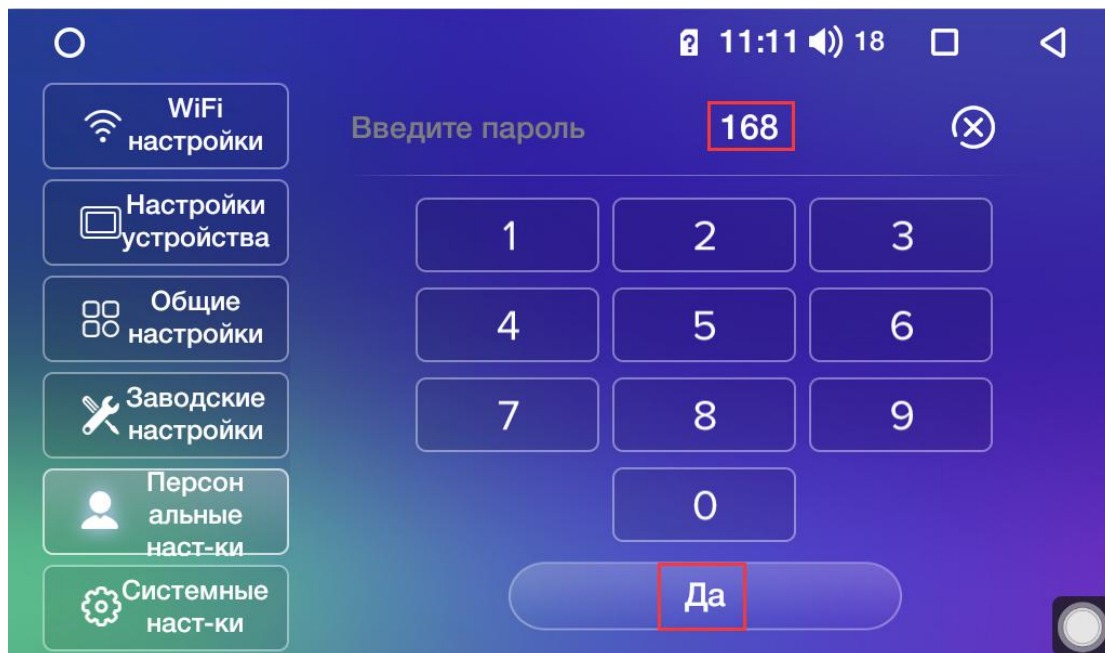 11:11 18
WiFi
настройки
Настройки
устройства
Общие
настройки
Заводские
настройки
Персон
альные
наст-ки
Системные
наст-ки
Введите пароль 168
1 2 3
4 5 6
7 8 9
0
Да